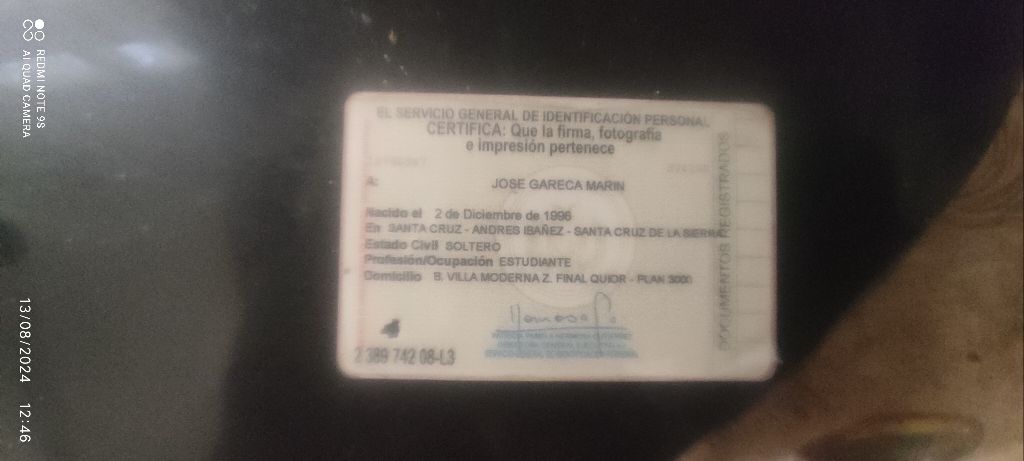 EL SERVICIO GENERAL DE IDENTIFICACIÓN PERSONAL
CERTIFICA: Que la firma, fotografía
e impresión pertenece
A: JOSE GARECA MARIN
Nacido el 2 de Diciembre de 1996
En SANTA CRUZ - ANDRES IBAÑEZ - SANTA CRUZ DE LA SIERRA
Estado Civil SOLTERO
Profesión/Ocupación ESTUDIANTE
Domicilio B. VILLA MODERNA Z. FINAL QUIOR - PLAN 3000
2 389 742 08-L3
DOCUMENTOS REGISTRADOS
REDMI NOTE 9S
AI QUAD CAMERA
13/08/2024 12:46